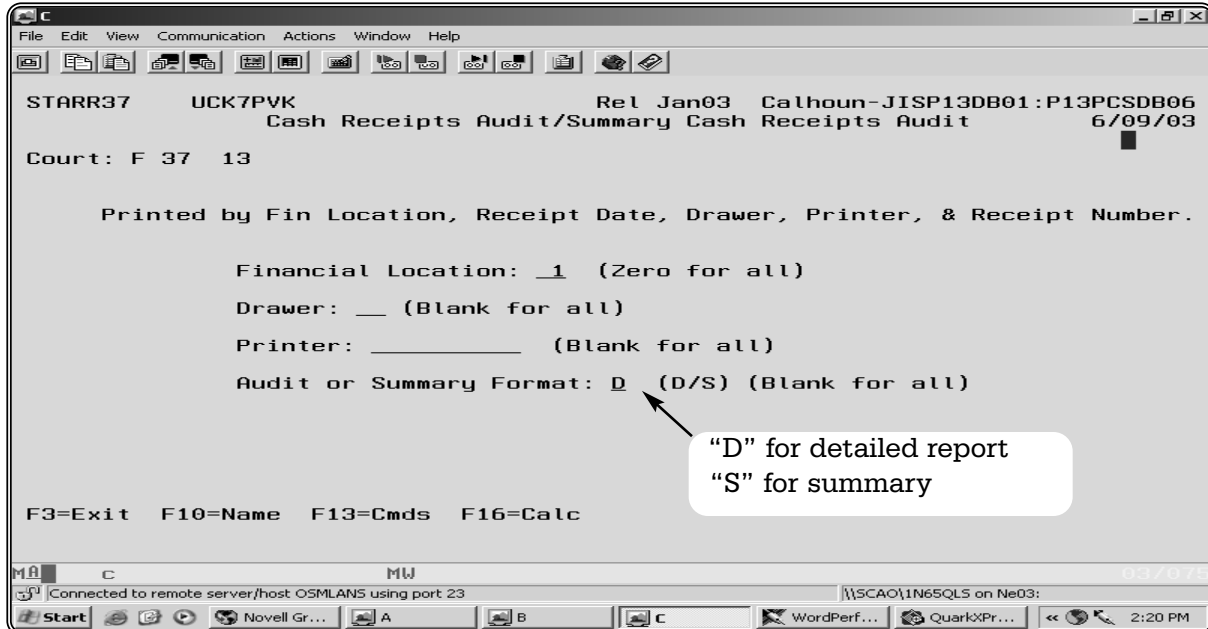 C
File Edit View Communication Actions Window Help
STARR37 UCK7PVK Rel Jan03 Calhoun-JISP13DB01:P13PCSDB06
Cash Receipts Audit/Summary Cash Receipts Audit 6/09/03
Court: F 37 13
Printed by Fin Location, Receipt Date, Drawer, Printer, & Receipt Number.
Financial Location: _1 (Zero for all)
Drawer: __ (Blank for all)
Printer: __________ (Blank for all)
Audit or Summary Format: D (D/S) (Blank for all)
“D” for detailed report
“S” for summary
F3=Exit F10=Name F13=Cmds F16=Calc
MA C MW 03/075
Connected to remote server/host OSMLANS using port 23 \\SCAO\1N65QLS on Ne03:
Start Novell Gr... A B C WordPerf... QuarkXPr... « 2:20 PM